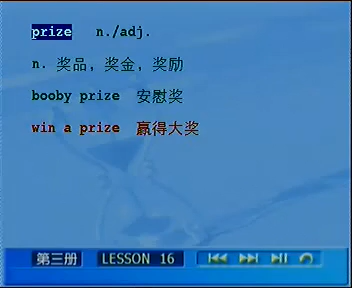 prize n./adj.
n. 奖品，奖金，奖励
booby prize 安慰奖
win a prize 赢得大奖
第三册 LESSON 16